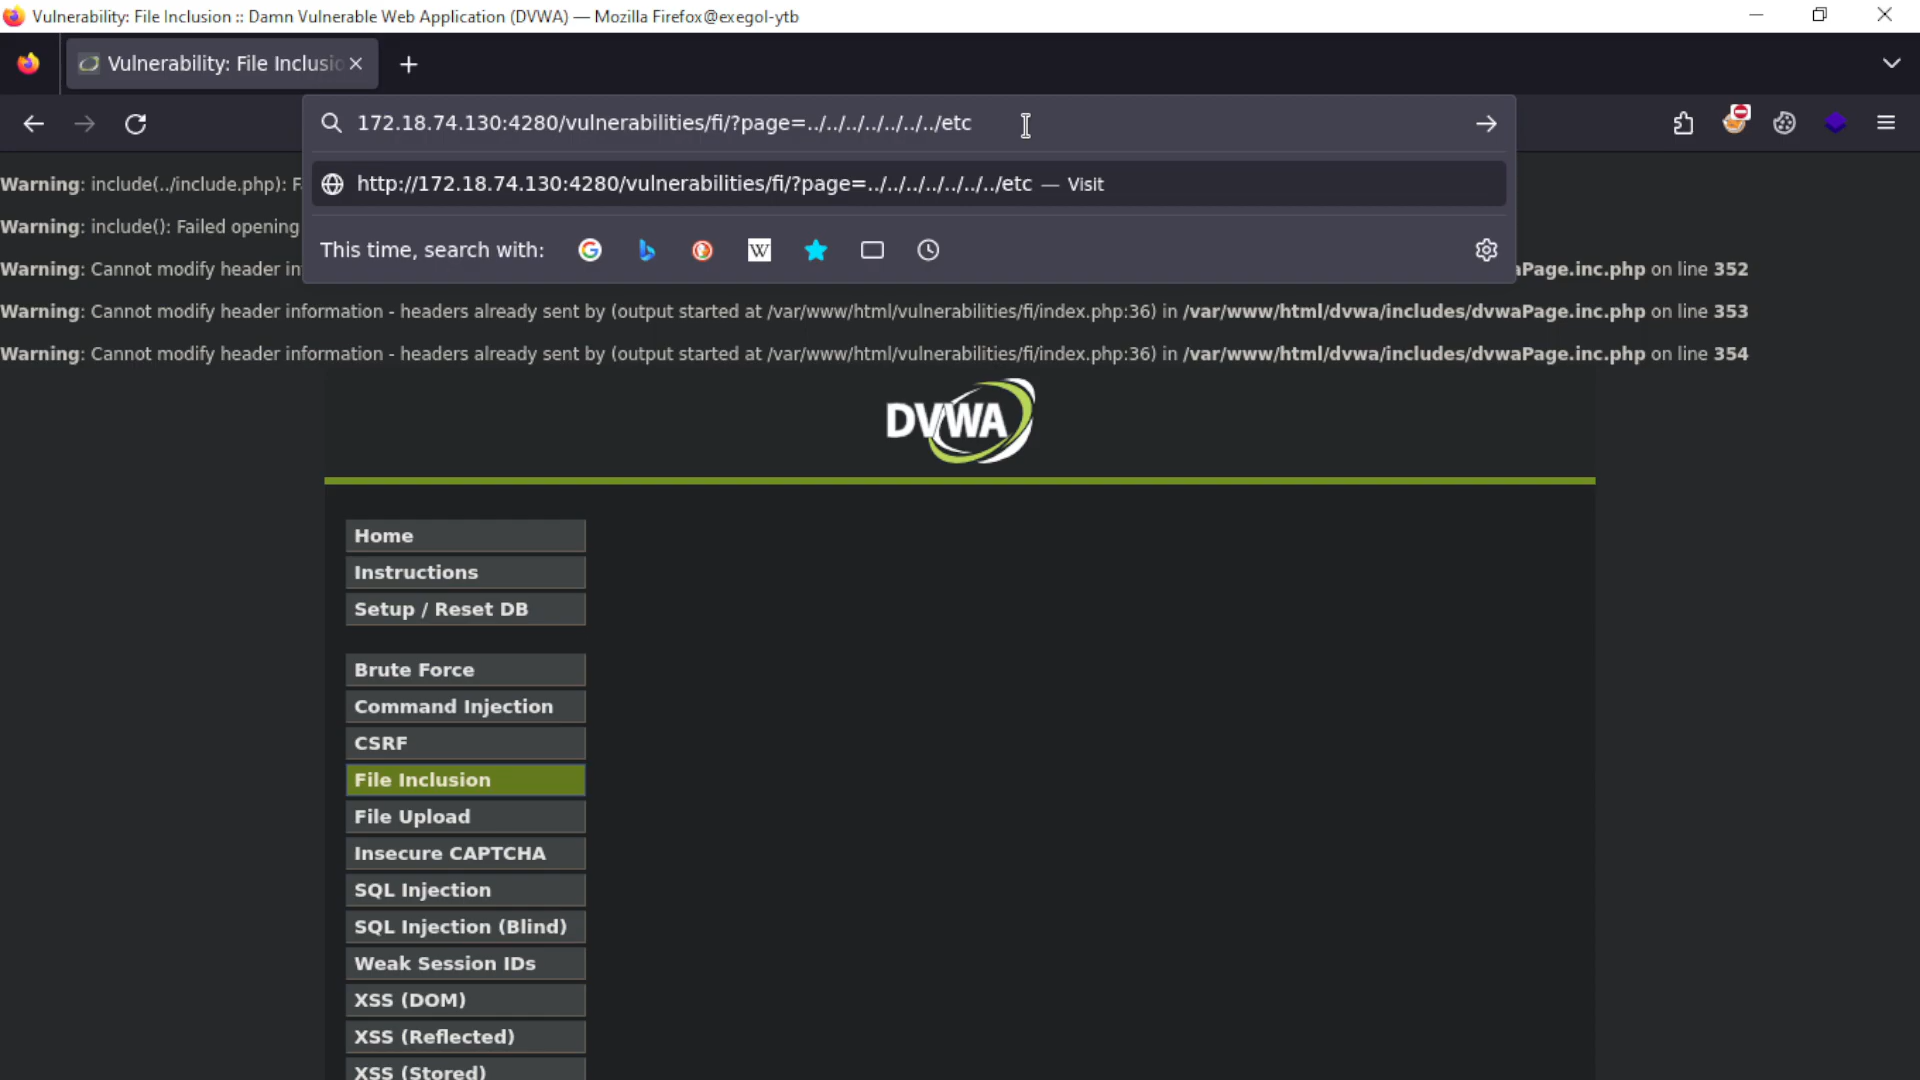 Vulnerability: File Inclusion :: Damn Vulnerable Web Application (DVWA) — Mozilla Firefox@exegol-ytb
Vulnerability: File Inclusio
172.18.74.130:4280/vulnerabilities/fi/?page=../../../../../../../etc
http://172.18.74.130:4280/vulnerabilities/fi/?page=../../../../../../../etc — Visit
Warning: include(../include.php): F
Warning: include(): Failed opening
This time, search with:
W
Warning: Cannot modify header in
aPage.inc.php on line 352
Warning: Cannot modify header information - headers already sent by (output started at /var/www/html/vulnerabilities/fi/index.php:36) in /var/www/html/dvwa/includes/dvwaPage.inc.php on line 353
Warning: Cannot modify header information - headers already sent by (output started at /var/www/html/vulnerabilities/fi/index.php:36) in /var/www/html/dvwa/includes/dvwaPage.inc.php on line 354
DVWA
Home
Instructions
Setup / Reset DB
Brute Force
Command Injection
CSRF
File Inclusion
File Upload
Insecure CAPTCHA
SQL Injection
SQL Injection (Blind)
Weak Session IDs
XSS (DOM)
XSS (Reflected)
XSS (Stored)